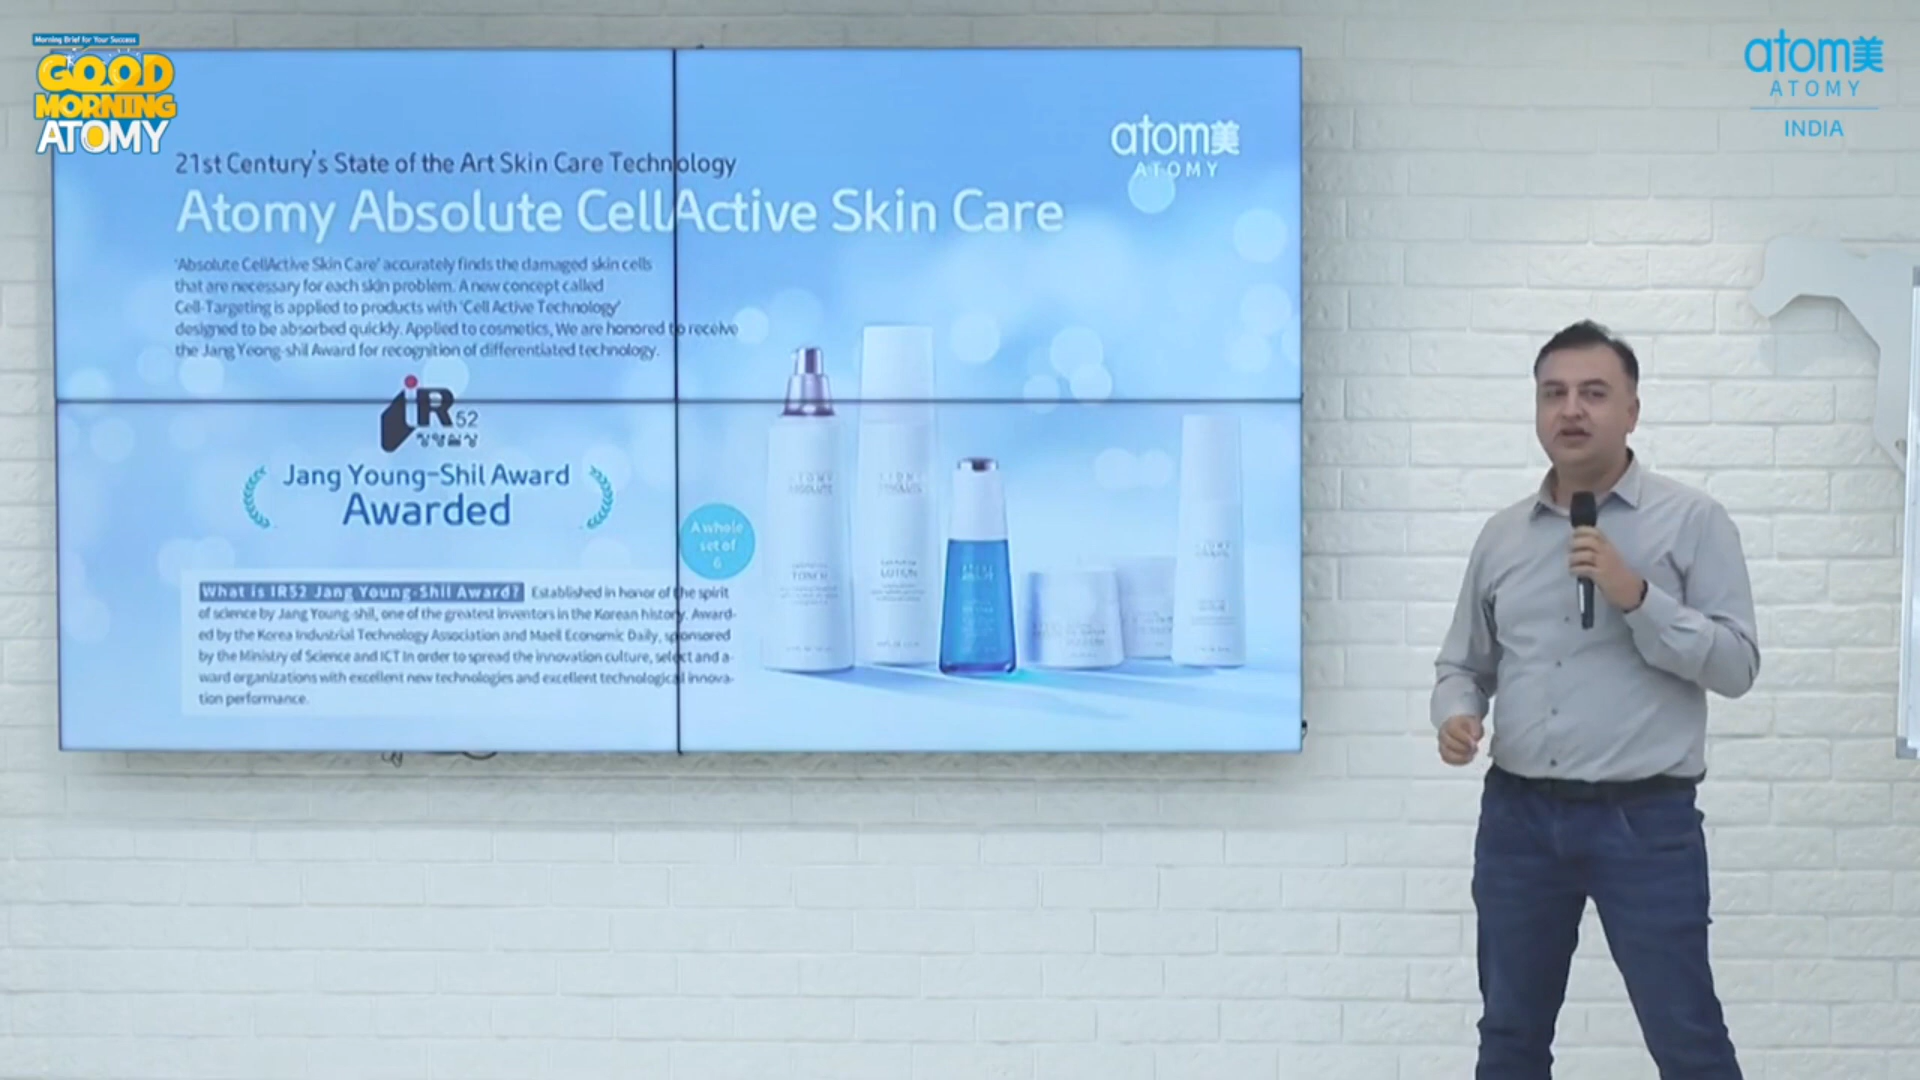 Morning Brief for Your Success
GOOD
MORNING
ATOMY
atom美
ATOMY
INDIA
atom美
ATOMY
21st Century's State of the Art Skin Care Technology
Atomy Absolute CellActive Skin Care
'Absolute CellActive Skin Care' accurately finds the damaged skin cells
that are necessary for each skin problem. A new concept called
Cell-Targeting is applied to products with 'Cell Active Technology'
designed to be absorbed quickly. Applied to cosmetics, We are honored to receive
the Jang Yeong-shil Award for recognition of differentiated technology.
iR52
장영실상
Jang Young-Shil Award
Awarded
A whole
set of
6
What is IR52 Jang Young-Shil Award? Established in honor of the spirit
of science by Jang Young-shil, one of the greatest inventors in the Korean history. Award-
ed by the Korea Industrial Technology Association and Maeil Economic Daily, sponsored
by the Ministry of Science and ICT in order to spread the innovation culture, select and a-
ward organizations with excellent new technologies and excellent technological innova-
tion performance.
ATOMY
ABSOLUTE
TONER
ATOMY
ABSOLUTE
LOTION